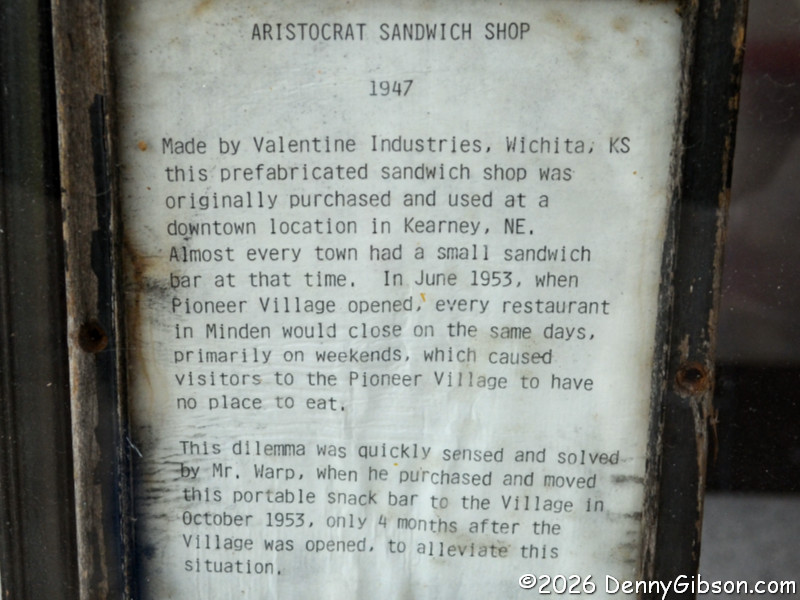 ARISTOCRAT SANDWICH SHOP
1947
Made by Valentine Industries, Wichita, KS
this prefabricated sandwich shop was
originally purchased and used at a
downtown location in Kearney, NE.
Almost every town had a small sandwich
bar at that time. In June 1953, when
Pioneer Village opened, every restaurant
in Minden would close on the same days,
primarily on weekends, which caused
visitors to the Pioneer Village to have
no place to eat.
This dilemma was quickly sensed and solved
by Mr. Warp, when he purchased and moved
this portable snack bar to the Village in
October 1953, only 4 months after the
Village was opened, to alleviate this
situation.
©2026 DennyGibson.com